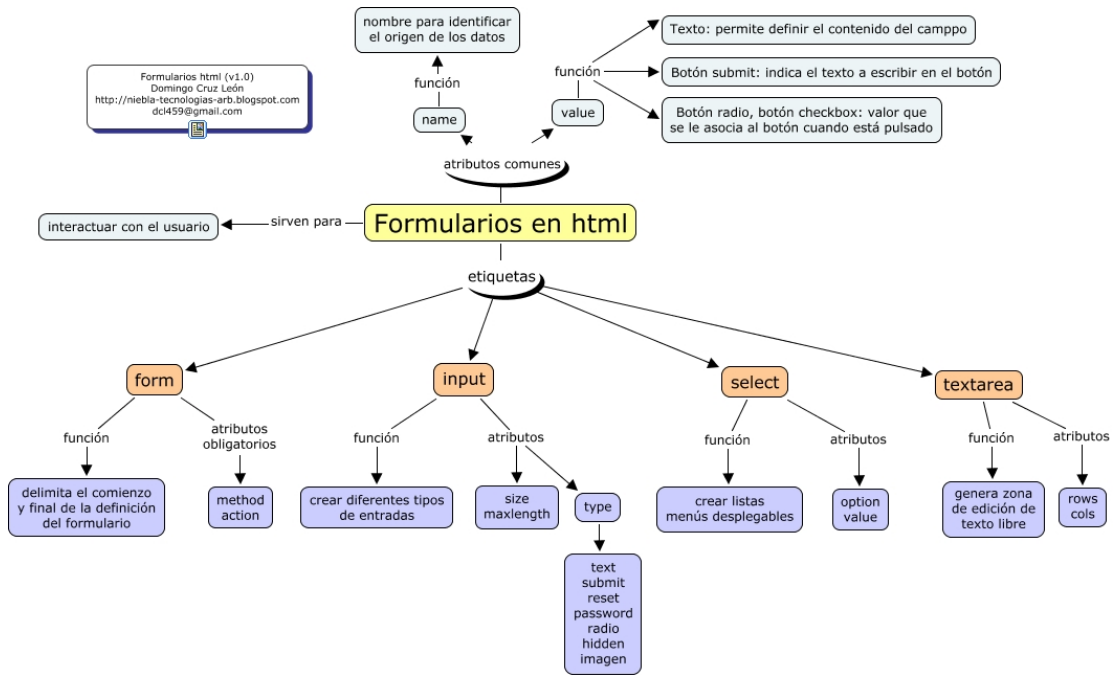 nombre para identificar
el origen de los datos
función
name
Texto: permite definir el contenido del camppo
función
Botón submit: indica el texto a escribir en el botón
value
Botón radio, botón checkbox: valor que
se le asocia al botón cuando está pulsado
Formularios html (v1.0)
Domingo Cruz León
http://niebla-tecnologias-arb.blogspot.com
dcl459@gmail.com
atributos comunes
interactuar con el usuario
sirven para
Formularios en html
etiquetas
form
función
delimita el comienzo
y final de la definición
del formulario
atributos
obligatorios
method
action
input
función
crear diferentes tipos
de entradas
atributos
size
maxlength
type
text
submit
reset
password
radio
hidden
imagen
select
función
crear listas
menús desplegables
atributos
option
value
textarea
función
genera zona
de edición de
texto libre
atributos
rows
cols